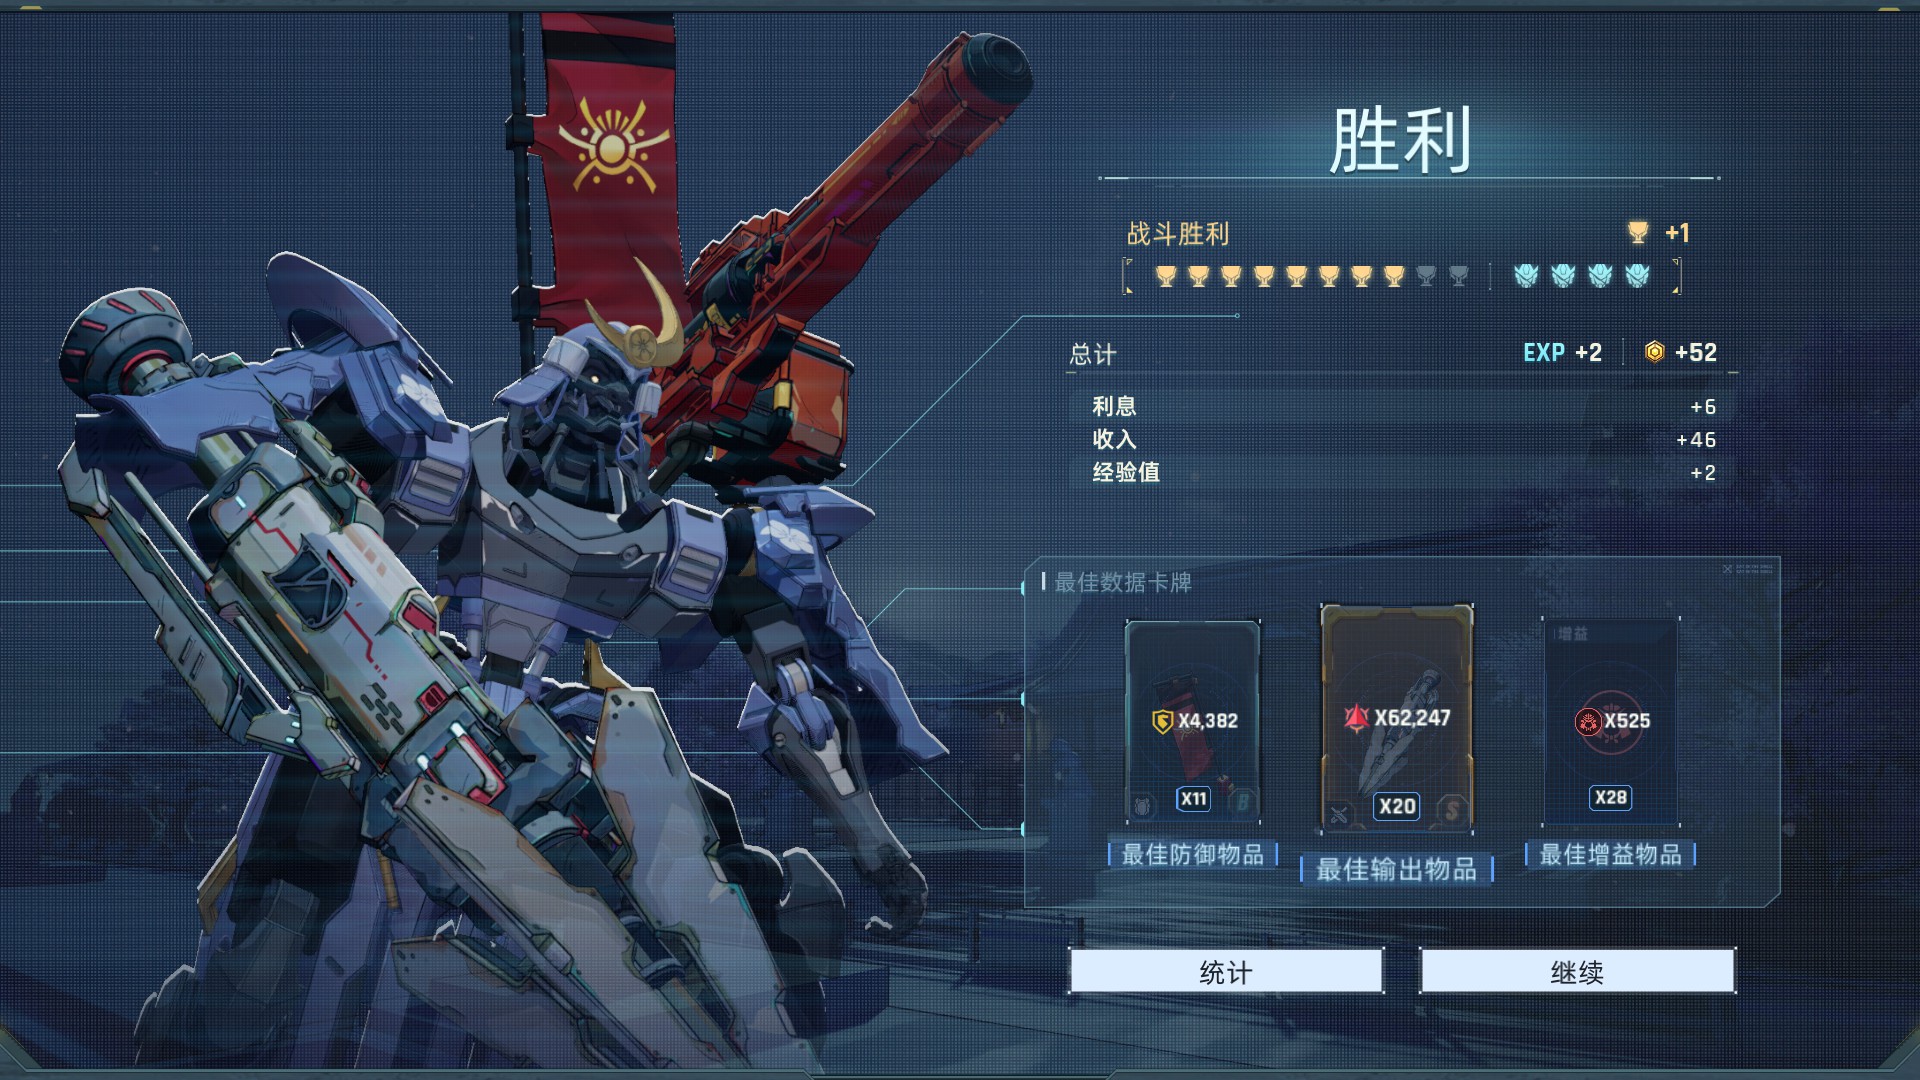 胜利
战斗胜利 +1
总计 EXP +2 +52
利息 +6
收入 +46
经验值 +2
最佳数据卡牌
增益
X4,382
X62,247
X525
X11
B
X20
S
X28
最佳防御物品
最佳输出物品
最佳增益物品
统计
继续